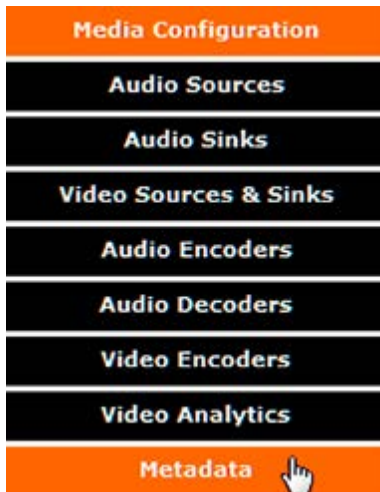 Media Configuration
Audio Sources
Audio Sinks
Video Sources & Sinks
Audio Encoders
Audio Decoders
Video Encoders
Video Analytics
Metadata